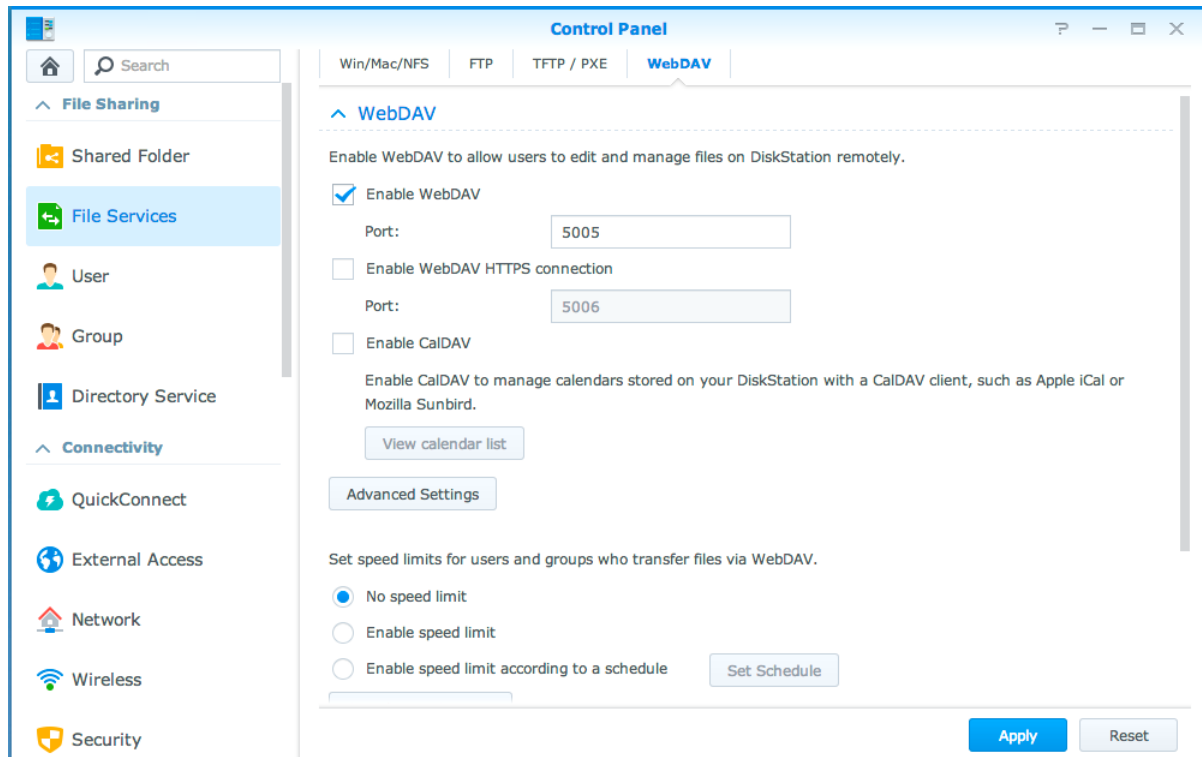 Control Panel
Search
File Sharing
Shared Folder
File Services
User
Group
Directory Service
Connectivity
QuickConnect
External Access
Network
Wireless
Security
Win/Mac/NFS FTP TFTP / PXE WebDAV
WebDAV
Enable WebDAV to allow users to edit and manage files on DiskStation remotely.
Enable WebDAV
Port: 5005
Enable WebDAV HTTPS connection
Port: 5006
Enable CalDAV
Enable CalDAV to manage calendars stored on your DiskStation with a CalDAV client, such as Apple iCal or
Mozilla Sunbird.
View calendar list
Advanced Settings
Set speed limits for users and groups who transfer files via WebDAV.
No speed limit
Enable speed limit
Enable speed limit according to a schedule Set Schedule
Apply Reset